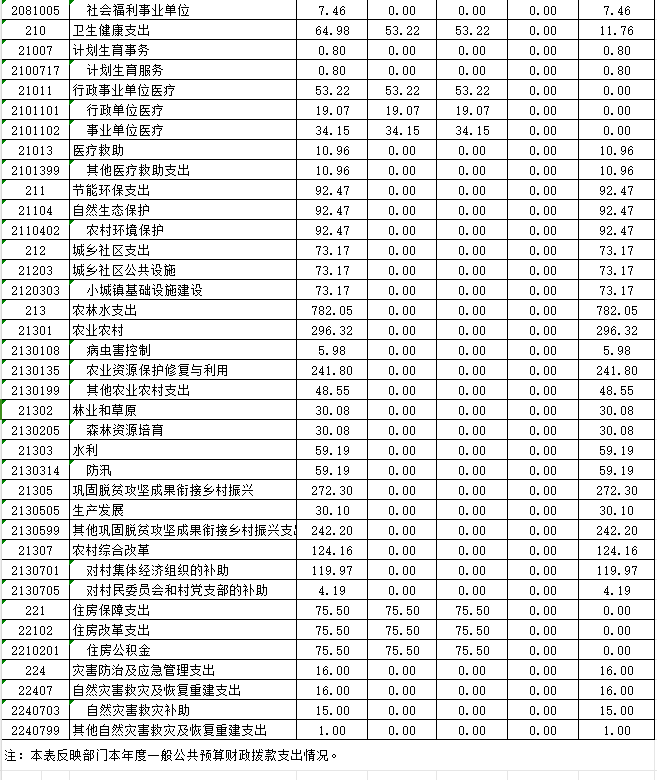 2081005 社会福利事业单位 7.46 0.00 0.00 0.00 7.46
210 卫生健康支出 64.98 53.22 53.22 0.00 11.76
21007 计划生育事务 0.80 0.00 0.00 0.00 0.80
2100717 计划生育服务 0.80 0.00 0.00 0.00 0.80
21011 行政事业单位医疗 53.22 53.22 53.22 0.00 0.00
2101101 行政单位医疗 19.07 19.07 19.07 0.00 0.00
2101102 事业单位医疗 34.15 34.15 34.15 0.00 0.00
21013 医疗救助 10.96 0.00 0.00 0.00 10.96
2101399 其他医疗救助支出 10.96 0.00 0.00 0.00 10.96
211 节能环保支出 92.47 0.00 0.00 0.00 92.47
21104 自然生态保护 92.47 0.00 0.00 0.00 92.47
2110402 农村环境保护 92.47 0.00 0.00 0.00 92.47
212 城乡社区支出 73.17 0.00 0.00 0.00 73.17
21203 城乡社区公共设施 73.17 0.00 0.00 0.00 73.17
2120303 小城镇基础设施建设 73.17 0.00 0.00 0.00 73.17
213 农林水支出 782.05 0.00 0.00 0.00 782.05
21301 农业农村 296.32 0.00 0.00 0.00 296.32
2130108 病虫害控制 5.98 0.00 0.00 0.00 5.98
2130135 农业资源保护修复与利用 241.80 0.00 0.00 0.00 241.80
2130199 其他农业农村支出 48.55 0.00 0.00 0.00 48.55
21302 林业和草原 30.08 0.00 0.00 0.00 30.08
2130205 森林资源培育 30.08 0.00 0.00 0.00 30.08
21303 水利 59.19 0.00 0.00 0.00 59.19
2130314 防汛 59.19 0.00 0.00 0.00 59.19
21305 巩固脱贫攻坚成果衔接乡村振兴 272.30 0.00 0.00 0.00 272.30
2130505 生产发展 30.10 0.00 0.00 0.00 30.10
2130599 其他巩固脱贫攻坚成果衔接乡村振兴支 242.20 0.00 0.00 0.00 242.20
21307 农村综合改革 124.16 0.00 0.00 0.00 124.16
2130701 对村集体经济组织的补助 119.97 0.00 0.00 0.00 119.97
2130705 对村民委员会和村党支部的补助 4.19 0.00 0.00 0.00 4.19
221 住房保障支出 75.50 75.50 75.50 0.00 0.00
22102 住房改革支出 75.50 75.50 75.50 0.00 0.00
2210201 住房公积金 75.50 75.50 75.50 0.00 0.00
224 灾害防治及应急管理支出 16.00 0.00 0.00 0.00 16.00
22407 自然灾害救灾及恢复重建支出 16.00 0.00 0.00 0.00 16.00
2240703 自然灾害救灾补助 15.00 0.00 0.00 0.00 15.00
2240799 其他自然灾害救灾及恢复重建支出 1.00 0.00 0.00 0.00 1.00
注：本表反映部门本年度一般公共预算财政拨款支出情况。